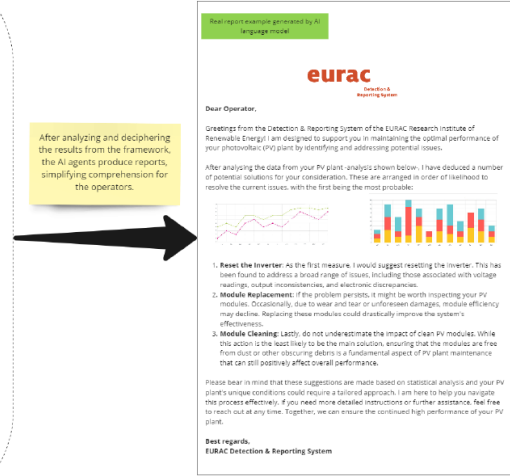 After analyzing and deciphering
the results from the framework,
the AI agents produce reports,
simplifying comprehension for
the operators.
Real report example generated by AI
language model
eurac
Detection &
Reporting System
Dear Operator,
Greetings from the Detection & Reporting System of the EURAC Research Institute of
Renewable Energy! I am designed to support you in maintaining the optimal performance of
your photovoltaic (PV) plant by identifying and addressing potential issues.
After analysing the data from your PV plant -analysis shown below-, I have deduced a number
of potential solutions for your consideration. These are arranged in order of likelihood to
resolve the current issues, with the first being the most probable:
1. Reset the Inverter: As the first measure, I would suggest resetting the inverter. This has
been found to address a broad range of issues, including those associated with voltage
readings, output inconsistencies, and electronic discrepancies.
2. Module Replacement: If the problem persists, it might be worth inspecting your PV
modules. Occasionally, due to wear and tear or unforeseen damages, module efficiency
may decline. Replacing these modules could drastically improve the system's
effectiveness.
3. Module Cleaning: Lastly, do not underestimate the impact of clean PV modules. While
this action is the least likely to be the main solution, ensuring that the modules are free
from dust or other obscuring debris is a fundamental aspect of PV plant maintenance
that can still positively affect overall performance.
Please bear in mind that these suggestions are made based on statistical analysis and your PV
plant's unique conditions could require a tailored approach. I am here to help you navigate
this process effectively. If you need more detailed instructions or further assistance, feel free
to reach out at any time. Together, we can ensure the continued high performance of your PV
plant.
Best regards,
EURAC Detection & Reporting System